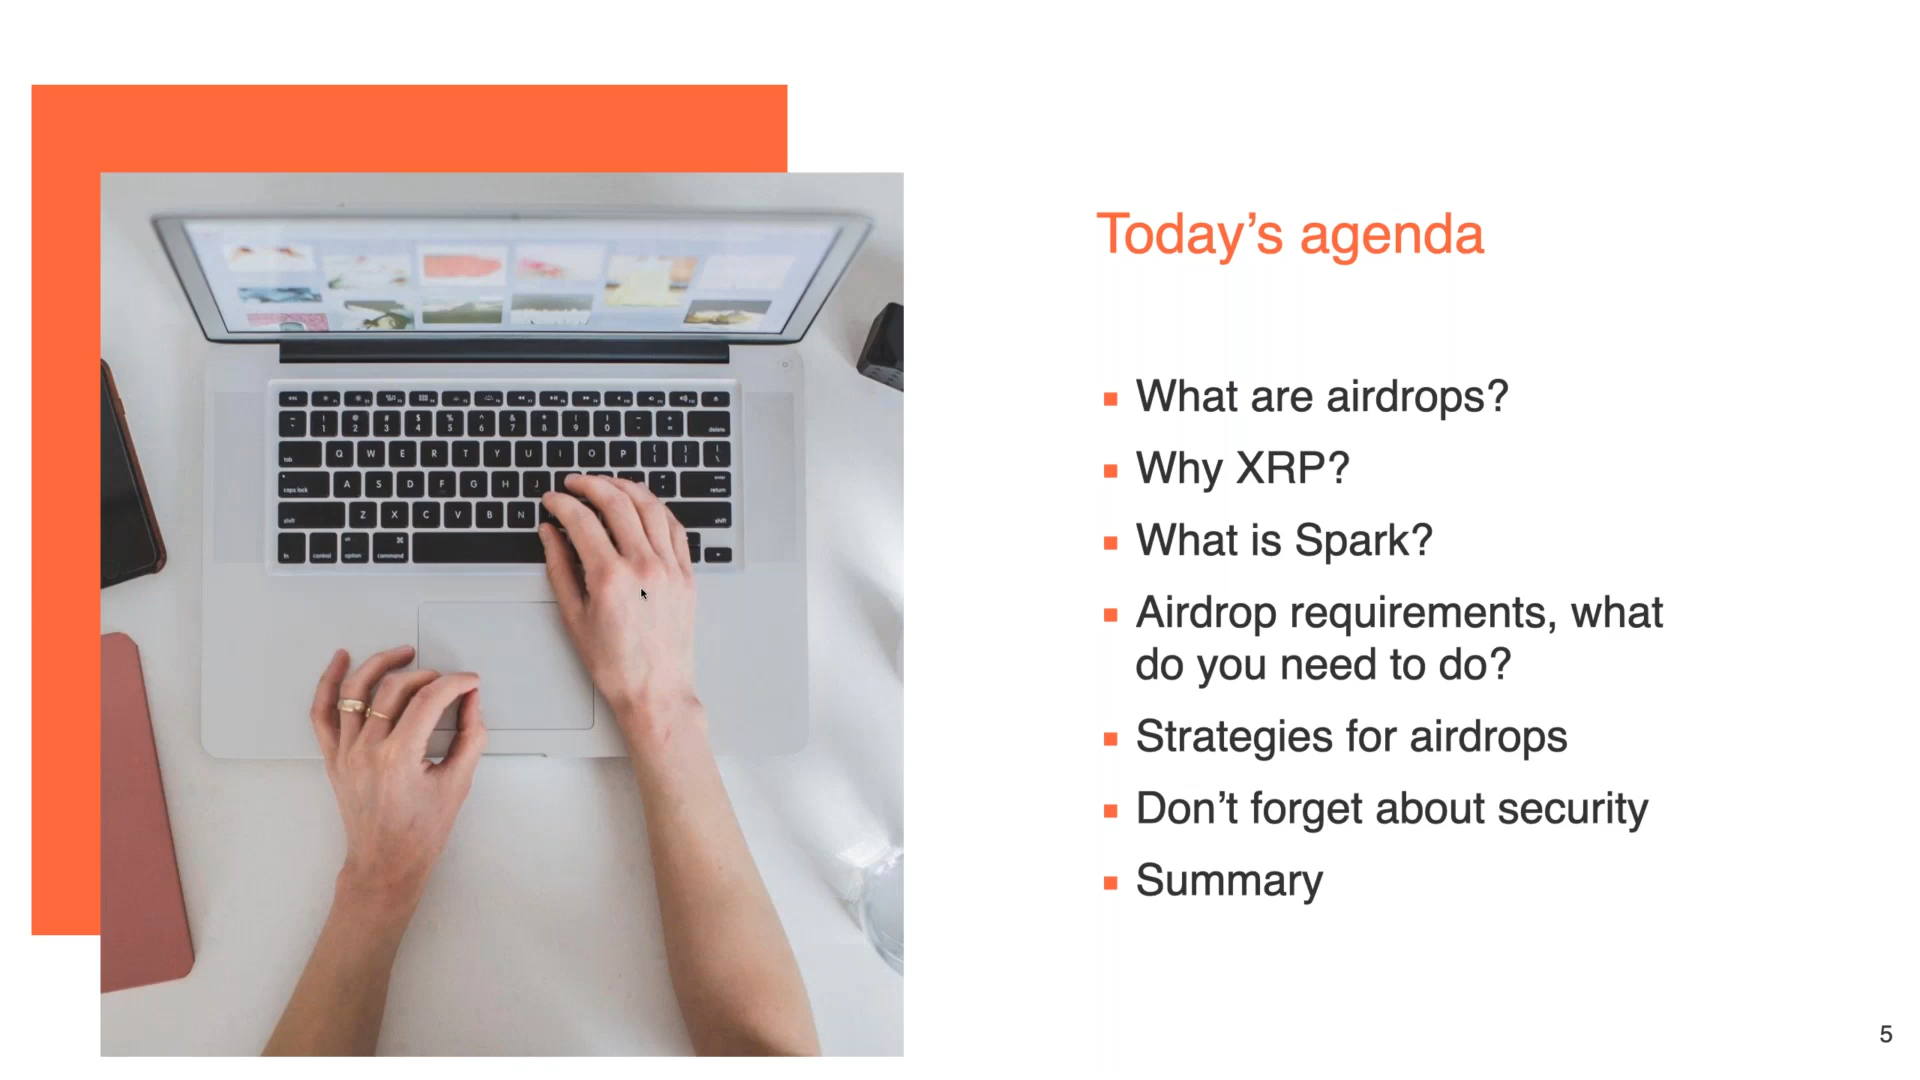 Today’s agenda
What are airdrops?
Why XRP?
What is Spark?
Airdrop requirements, what
do you need to do?
Strategies for airdrops
Don’t forget about security
Summary
5